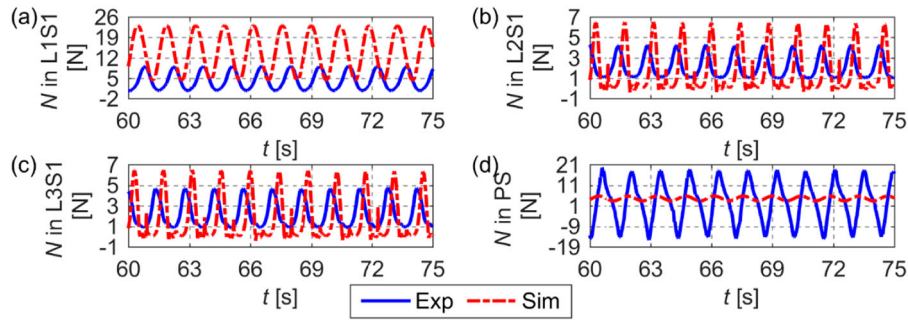 (a)
N in L1S1
[N]
26
19
12
5
-2
60 63 66 69 72 75
t [s]
(b)
N in L2S1
[N]
7
5
3
1
-1
60 63 66 69 72 75
t [s]
(c)
N in L3S1
[N]
7
5
3
1
-1
60 63 66 69 72 75
t [s]
(d)
N in PS
[N]
21
11
1
-9
-19
60 63 66 69 72 75
t [s]
Exp Sim